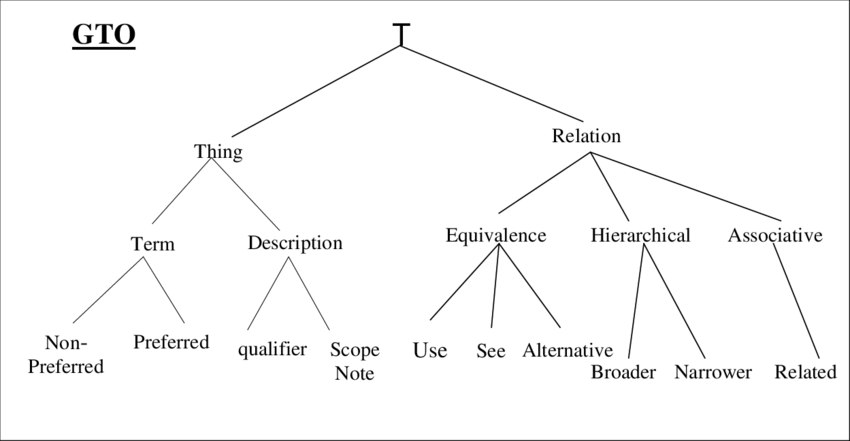 GTO
T
Thing
Relation
Term
Description
Equivalence
Hierarchical
Associative
Non-
Preferred
Preferred
qualifier
Scope
Note
Use
See
Alternative
Broader
Narrower
Related